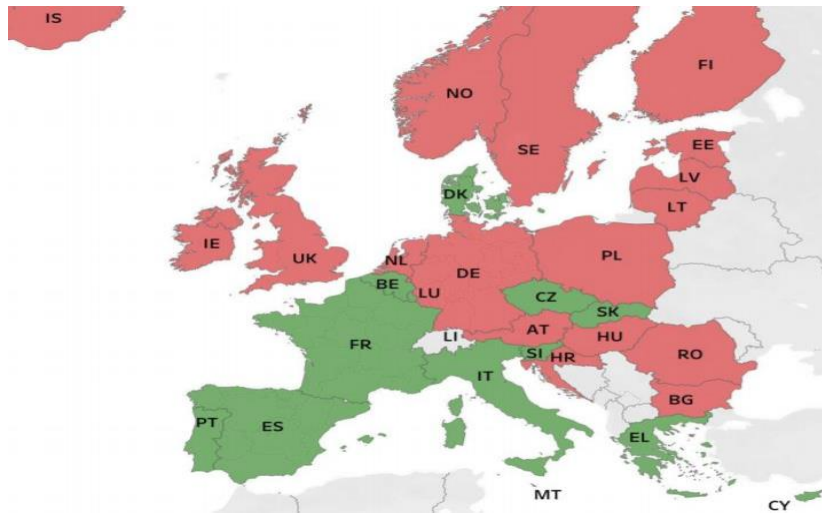 IS
FI
NO
SE
EE
LV
LT
DK
IE
UK
NL
BE
LU
DE
PL
CZ
SK
FR
LI
AT
HU
SI
HR
RO
IT
BG
PT
ES
EL
MT
CY